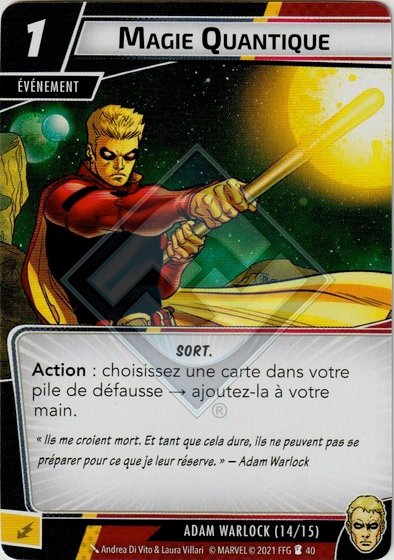 1
MAGIE QUANTIQUE
ÉVÉNEMENT
SORT.
Action : choisissez une carte dans votre
pile de défausse → ajoutez-la à votre
main.
®
« Ils me croient mort. Et tant que cela dure, ils ne peuvent pas se
préparer pour ce que je leur réserve. » – Adam Warlock
ADAM WARLOCK (14/15)
Andrea Di Vito & Laura Villari © MARVEL © 2021 FFG 40